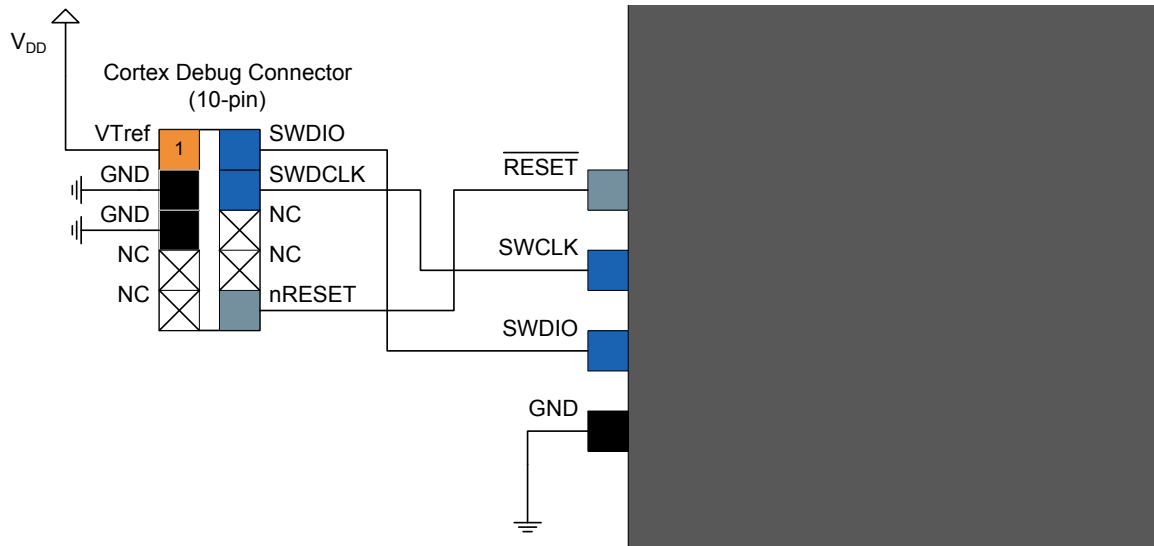 V_DD
Cortex Debug Connector
(10-pin)
VTref
1
SWDIO
GND
SWDCLK
GND
NC
NC
NC
NC
nRESET
RESET
SWCLK
SWDIO
GND